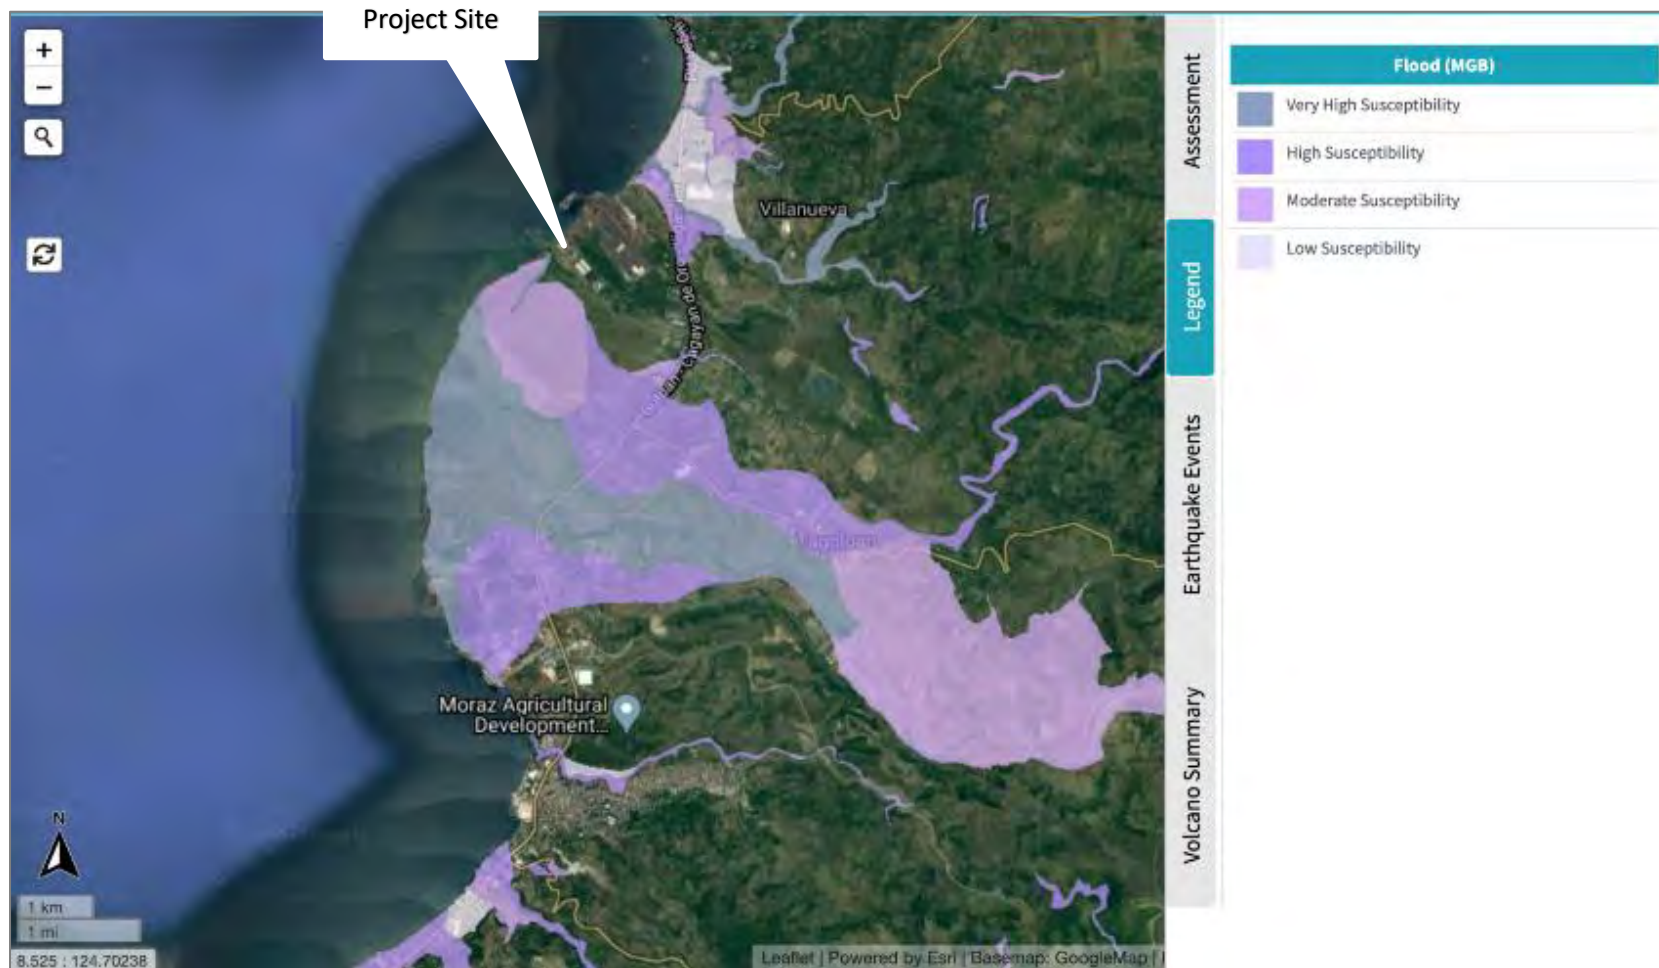 Project Site
+
−
Villanueva
Moraz Agricultural
Development...
N
1 km
1 mi
8.525 : 124.70238
Leaflet | Powered by Esri | Basemap: GoogleMap |
Assessment
Legend
Earthquake Events
Volcano Summary
Flood (MGB)
Very High Susceptibility
High Susceptibility
Moderate Susceptibility
Low Susceptibility